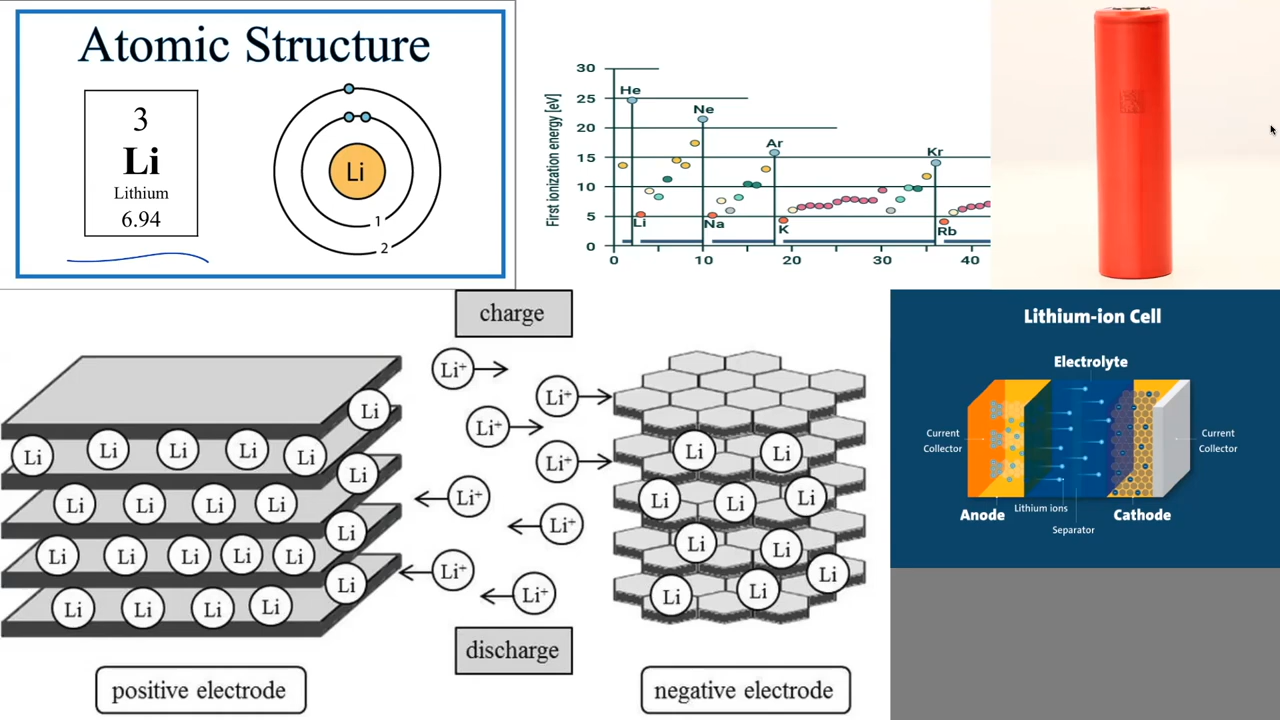 Atomic Structure
3
Li
Lithium
6.94
Li
1
2
First ionization energy [eV]
30
25
20
15
10
5
0
He
Ne
Ar
Kr
Li
Na
K
Rb
0
10
20
30
40
charge
Li⁺
Li⁺
Li⁺
Li⁺
Li⁺
Li⁺
Li⁺
Li⁺
discharge
Li
Li Li Li Li Li
Li
Li Li Li Li
Li
Li Li Li Li Li
Li
Li Li Li Li
positive electrode
Li Li
Li Li Li
Li Li
Li
Li Li
negative electrode
Lithium-ion Cell
Electrolyte
Current
Collector
Current
Collector
Anode
Lithium ions
Separator
Cathode